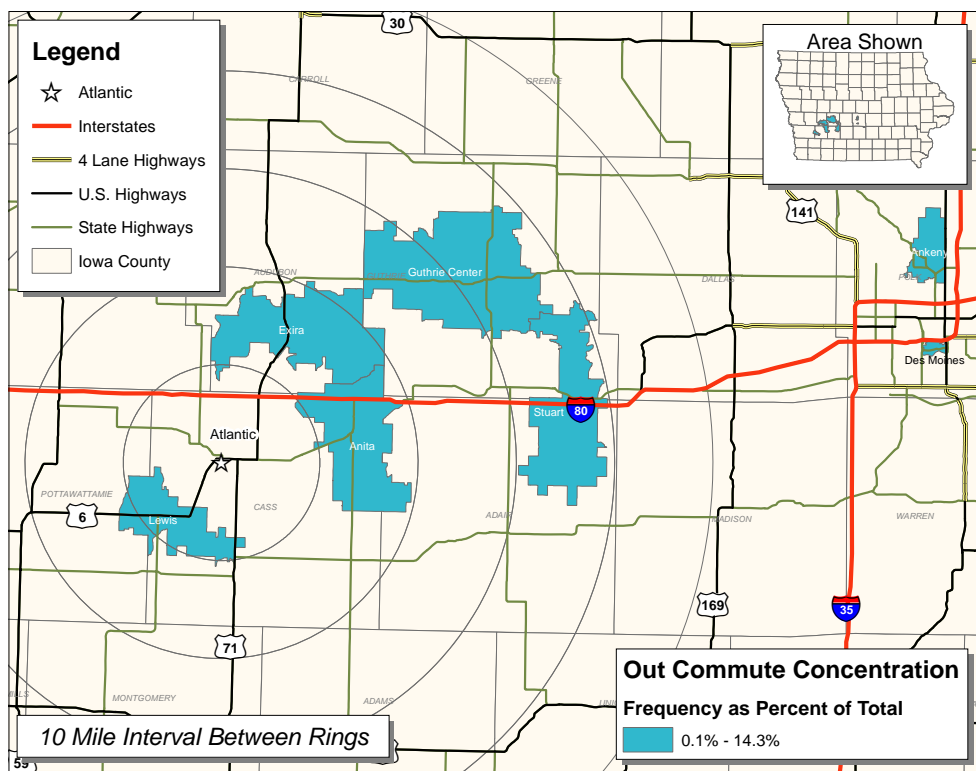 Legend
Atlantic
Interstates
4 Lane Highways
U.S. Highways
State Highways
Iowa County
Area Shown
30
CARROLL
GREENE
141
Ankeny
AUDUBON
Guthrie Center
DALLAS
Exira
Des Moines
Stuart
80
Atlantic
Anita
POTTAWATTAMIE
CASS
6
Lewis
ADAIR
MADISON
WARREN
169
35
71
MONTGOMERY
ADAMS
59
10 Mile Interval Between Rings
Out Commute Concentration
Frequency as Percent of Total
0.1% - 14.3%